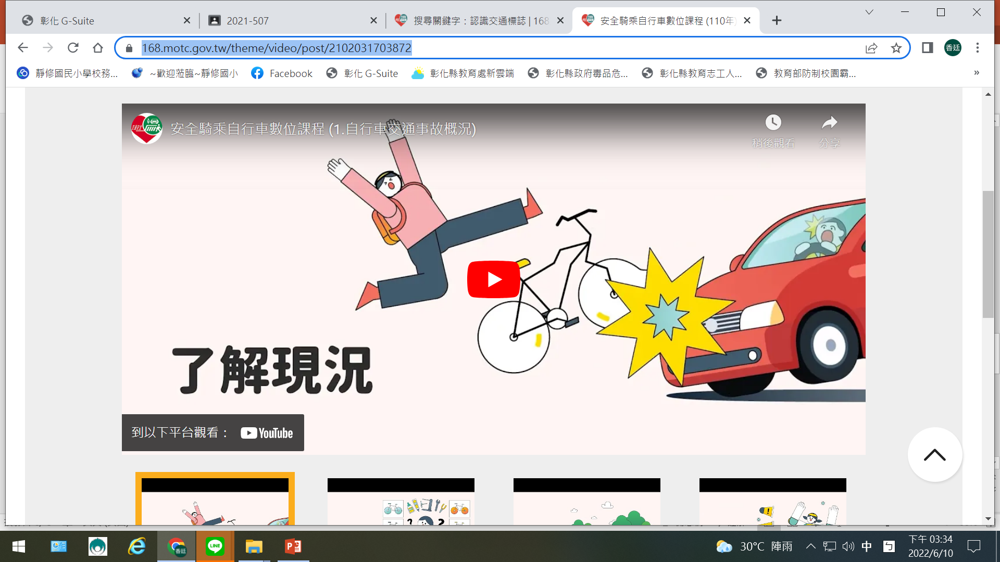 彰化 G-Suite
2021-507
搜尋關鍵字：認識交通標誌 | 168
安全騎乘自行車數位課程 (110年)
168.motc.gov.tw/theme/video/post/2102031703872
香廷
靜修國民小學校務...
~歡迎蒞臨~靜修國小
Facebook
彰化 G-Suite
彰化縣教育處新雲端
彰化縣政府毒品危...
彰化縣教育志工人...
教育部防制校園霸...
»
安全騎乘自行車數位課程 (1.自行車交通事故概況)
稍後觀看
分享
了解現況
到以下平台觀看：
YouTube
香廷
LINE
30°C 陣雨
中
ㄅ
下午 03:34
2022/6/10